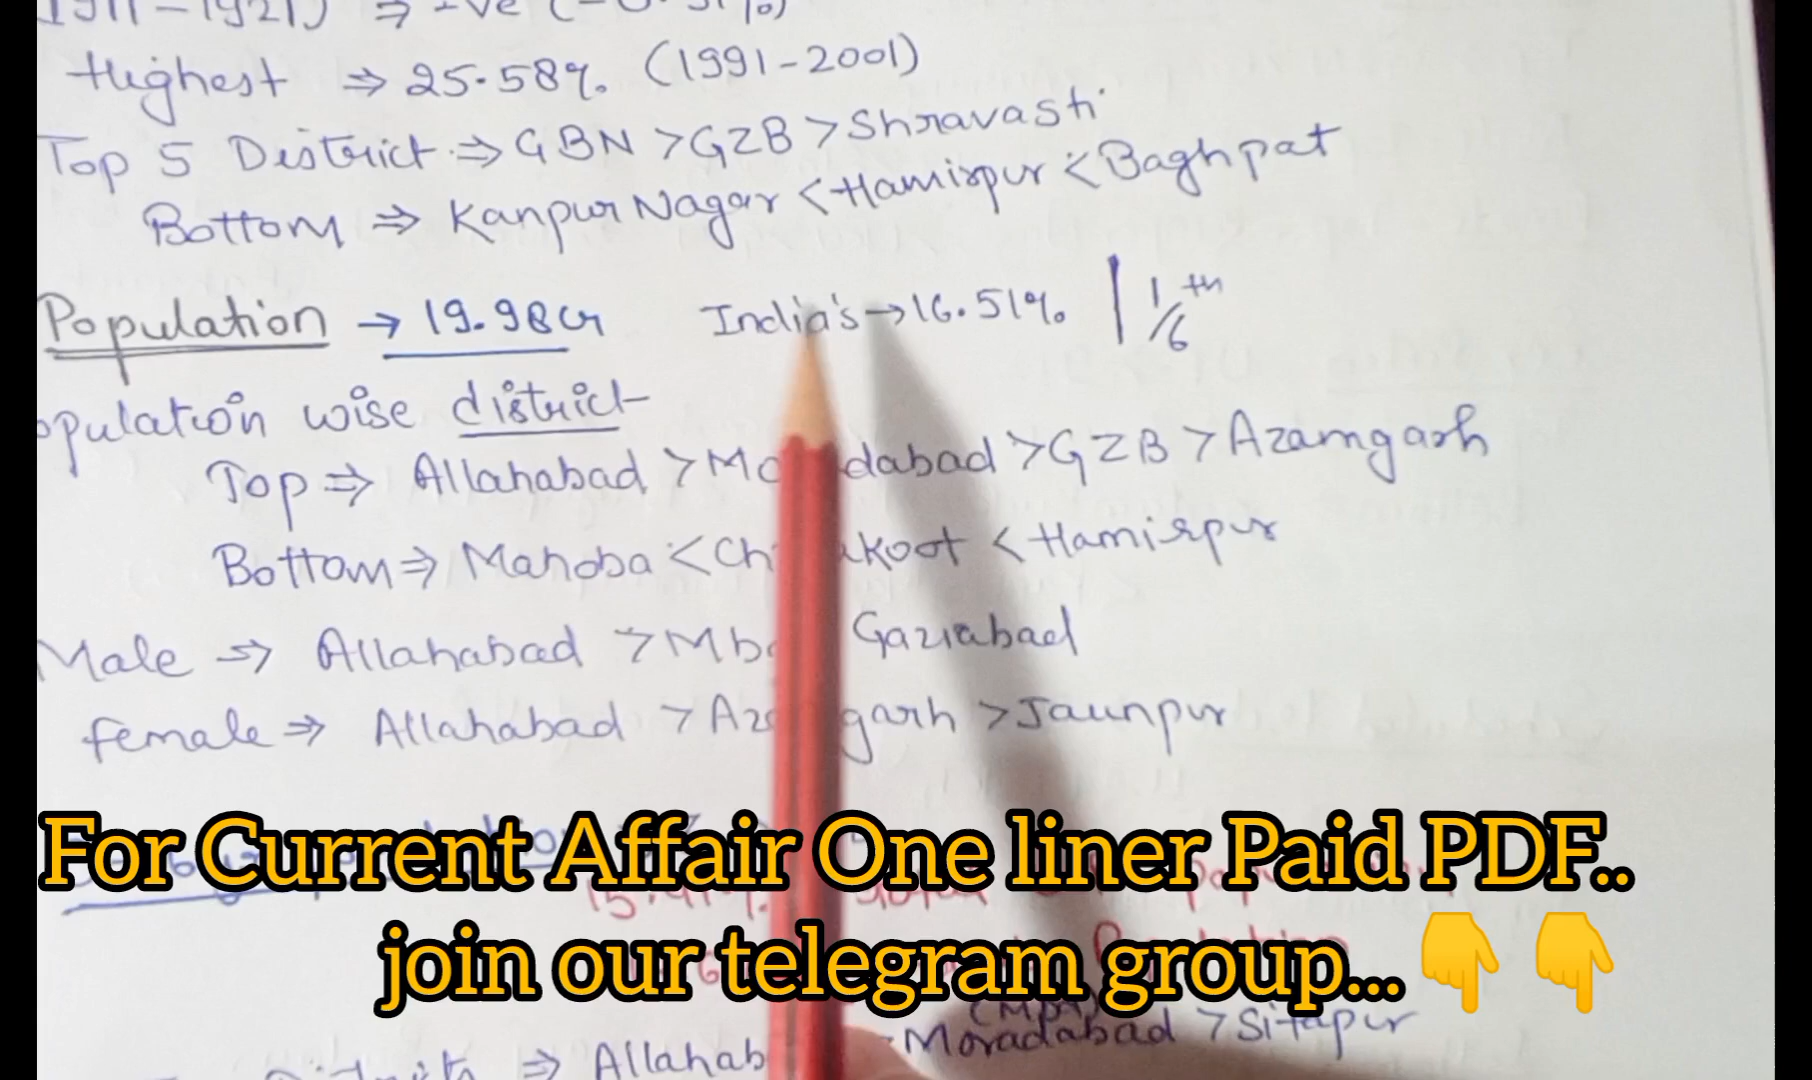 Highest ⇒ 25.58%. (1991-2001)
Top 5 District ⇒ GBN > GZB > Shravasti
Bottom ⇒ Kanpur Nagar < Hamirpur < Baghpat
Population → 19.98 Cr India's → 16.51% | 1/6th
opulation wise district
Top ⇒ Allahabad > Mo dabad > GZB > Azamgarh
Bottom ⇒ Mahoba < Ch akoot < Hamirpur
Male ⇒ Allahabad > Mb Gaziabad
female ⇒ Allahabad > Az garh > Jaunpur
For Current Affair One liner Paid PDF..
join our telegram group...👇👇
(MBD)
⇒ Allahab Moradabad > Sitapur